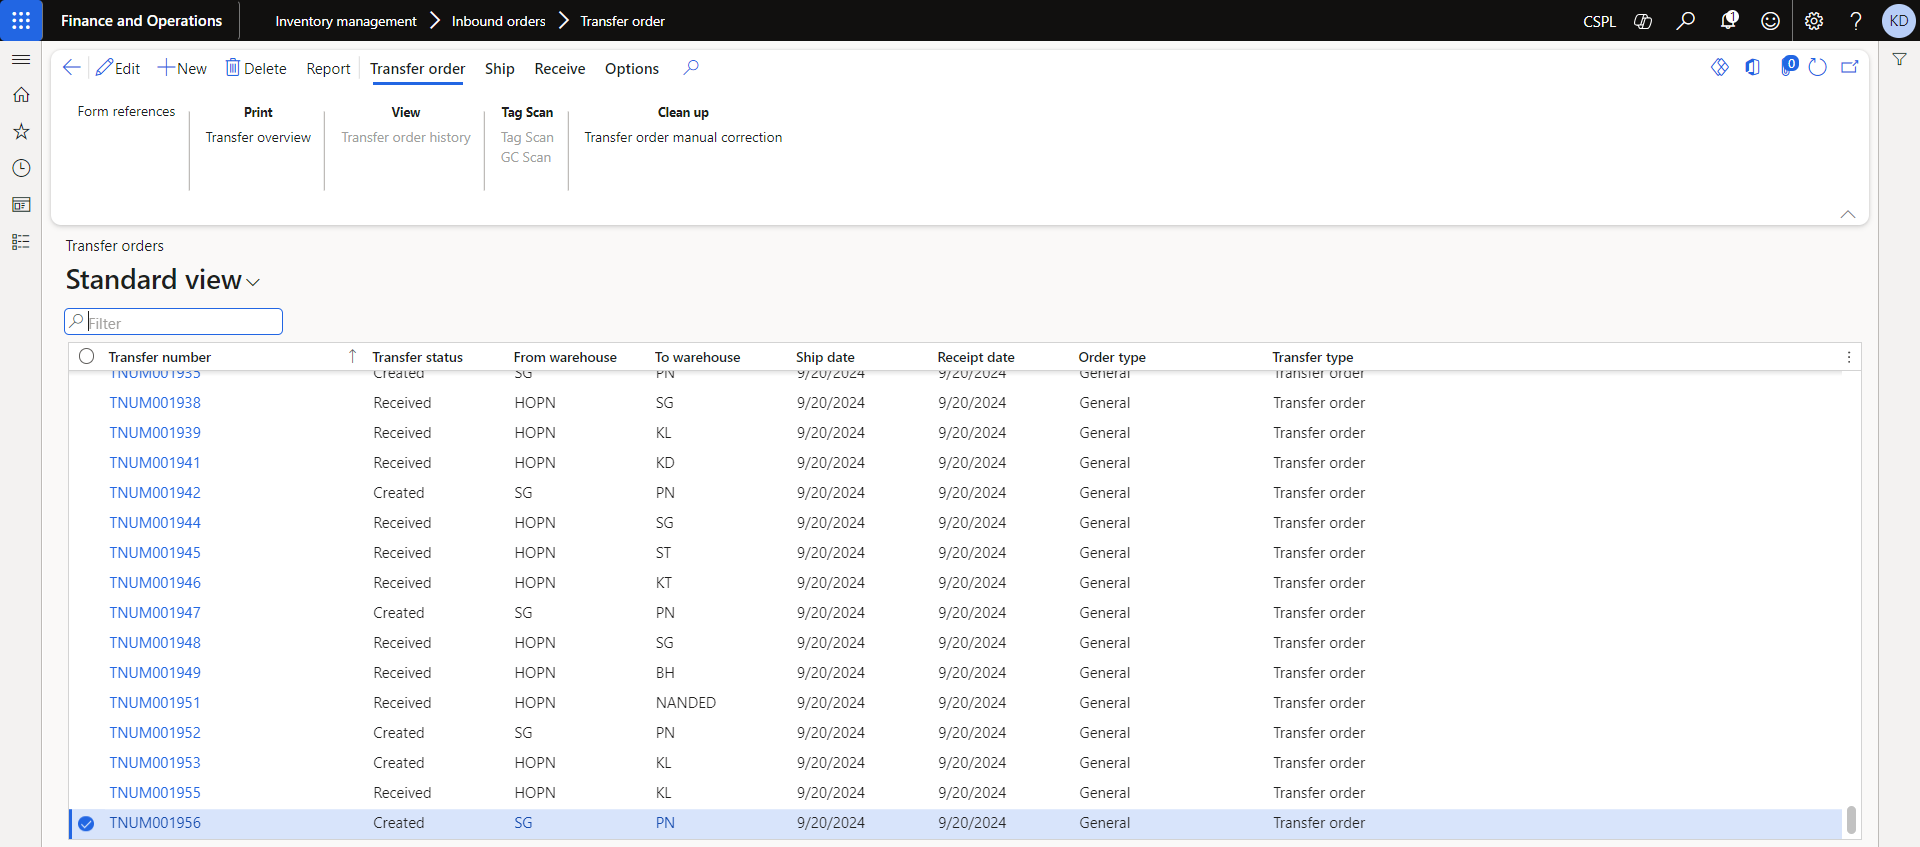 Finance and Operations Inventory management Inbound orders Transfer order CSPL 1 KD
Edit New Delete Report Transfer order Ship Receive Options 0
Form references Print View Tag Scan Clean up
Transfer overview Transfer order history Tag Scan Transfer order manual correction
GC Scan
Transfer orders
Standard view
Filter
Transfer number Transfer status From warehouse To warehouse Ship date Receipt date Order type Transfer type
TNUM001935 Created SG PN 9/20/2024 9/20/2024 General Transfer order
TNUM001938 Received HOPN SG 9/20/2024 9/20/2024 General Transfer order
TNUM001939 Received HOPN KL 9/20/2024 9/20/2024 General Transfer order
TNUM001941 Received HOPN KD 9/20/2024 9/20/2024 General Transfer order
TNUM001942 Created SG PN 9/20/2024 9/20/2024 General Transfer order
TNUM001944 Received HOPN SG 9/20/2024 9/20/2024 General Transfer order
TNUM001945 Received HOPN ST 9/20/2024 9/20/2024 General Transfer order
TNUM001946 Received HOPN KT 9/20/2024 9/20/2024 General Transfer order
TNUM001947 Created SG PN 9/20/2024 9/20/2024 General Transfer order
TNUM001948 Received HOPN SG 9/20/2024 9/20/2024 General Transfer order
TNUM001949 Received HOPN BH 9/20/2024 9/20/2024 General Transfer order
TNUM001951 Received HOPN NANDED 9/20/2024 9/20/2024 General Transfer order
TNUM001952 Created SG PN 9/20/2024 9/20/2024 General Transfer order
TNUM001953 Created HOPN KL 9/20/2024 9/20/2024 General Transfer order
TNUM001955 Received HOPN KL 9/20/2024 9/20/2024 General Transfer order
TNUM001956 Created SG PN 9/20/2024 9/20/2024 General Transfer order